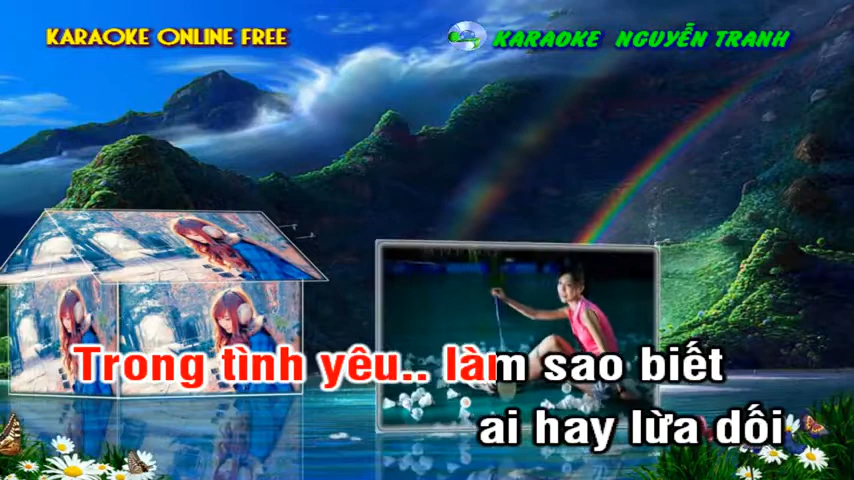 KARAOKE ONLINE FREE
KARAOKE NGUYỄN TRANH
Trong tình yêu.. làm sao biết
ai hay lừa dối